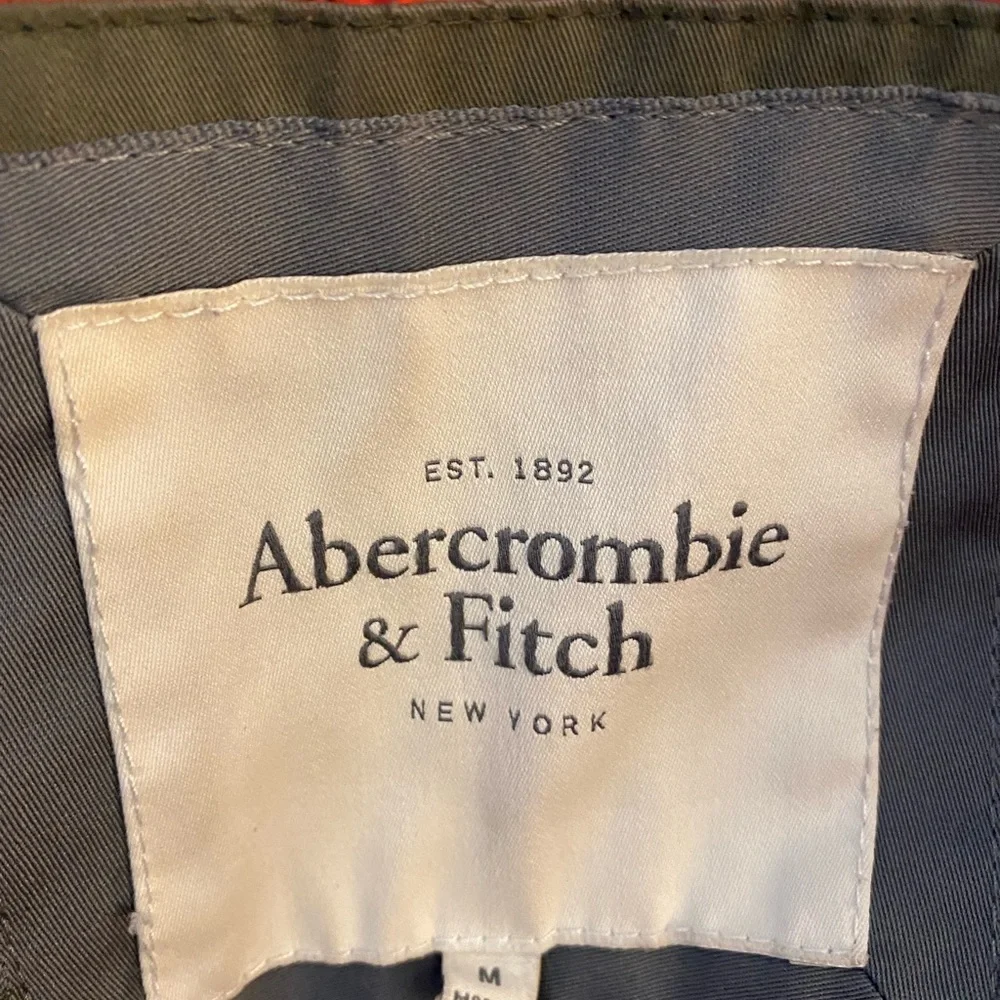 EST. 1892
Abercrombie
& Fitch
NEW YORK
M